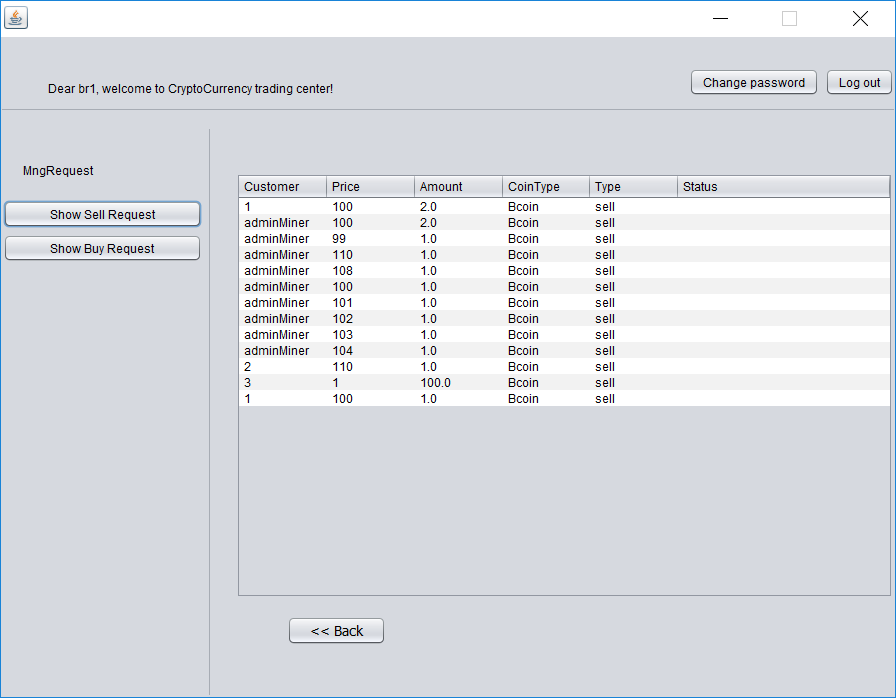 Dear br1, welcome to CryptoCurrency trading center!
Change password
Log out
MngRequest
Show Sell Request
Show Buy Request
Customer Price Amount CoinType Type Status
1 100 2.0 Bcoin sell
adminMiner 100 2.0 Bcoin sell
adminMiner 99 1.0 Bcoin sell
adminMiner 110 1.0 Bcoin sell
adminMiner 108 1.0 Bcoin sell
adminMiner 100 1.0 Bcoin sell
adminMiner 101 1.0 Bcoin sell
adminMiner 102 1.0 Bcoin sell
adminMiner 103 1.0 Bcoin sell
adminMiner 104 1.0 Bcoin sell
2 110 1.0 Bcoin sell
3 1 100.0 Bcoin sell
1 100 1.0 Bcoin sell
<< Back